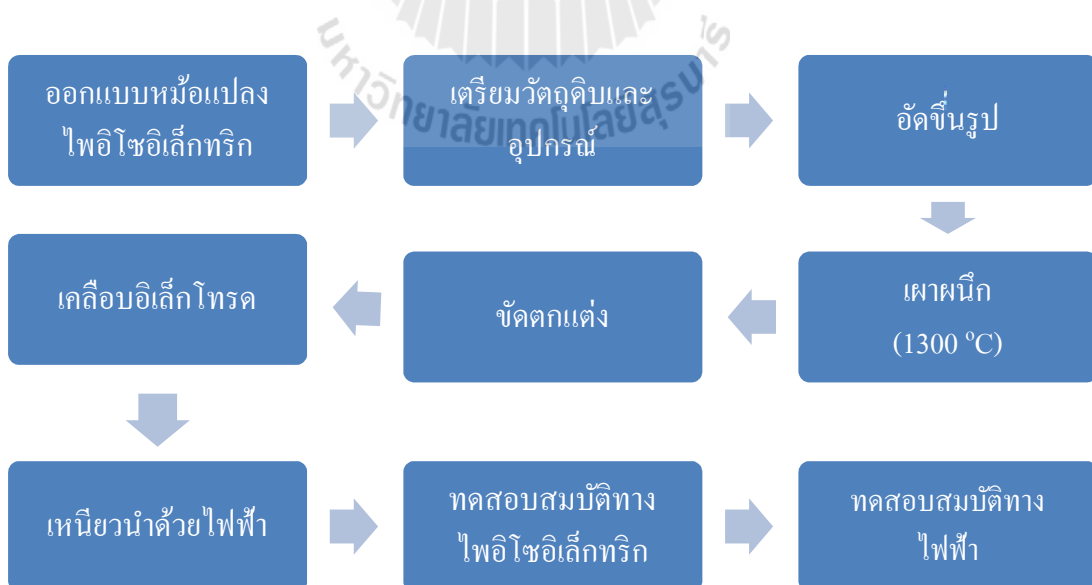 ออกแบบหม้อแปลง
ไพอิโซอิเล็กทริก
เตรียมวัตถุดิบและ
อุปกรณ์
อัดขึ้นรูป
เผาผนึก
(1300 °C)
ขัดตกแต่ง
เคลือบอิเล็กโทรด
เหนียวนำด้วยไฟฟ้า
ทดสอบสมบัติทาง
ไพอิโซอิเล็กทริก
ทดสอบสมบัติทาง
ไฟฟ้า